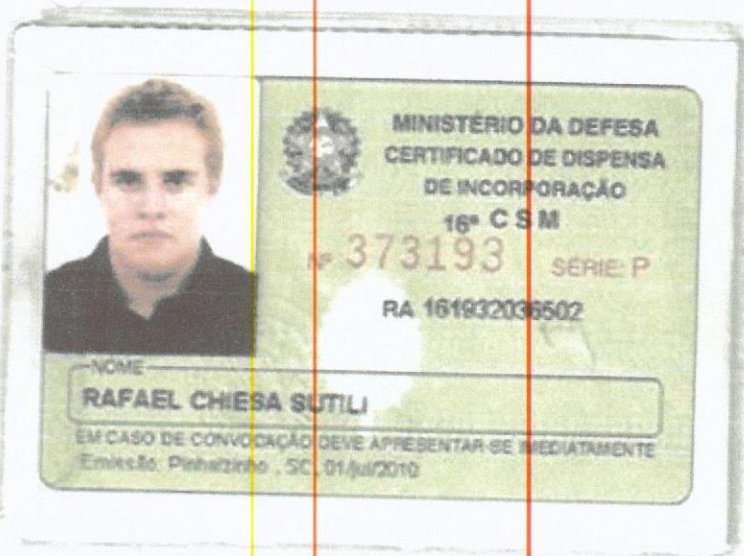 MINISTÉRIO DA DEFESA
CERTIFICADO DE DISPENSA
DE INCORPORAÇÃO
16ª C S M
Nº 373193 SÉRIE: P
RA 161932036502
NOME
RAFAEL CHIESA SUTILI
EM CASO DE CONVOCAÇÃO DEVE APRESENTAR-SE IMEDIATAMENTE
Emissão: Pinhalzinho , SC, 01/jul/2010